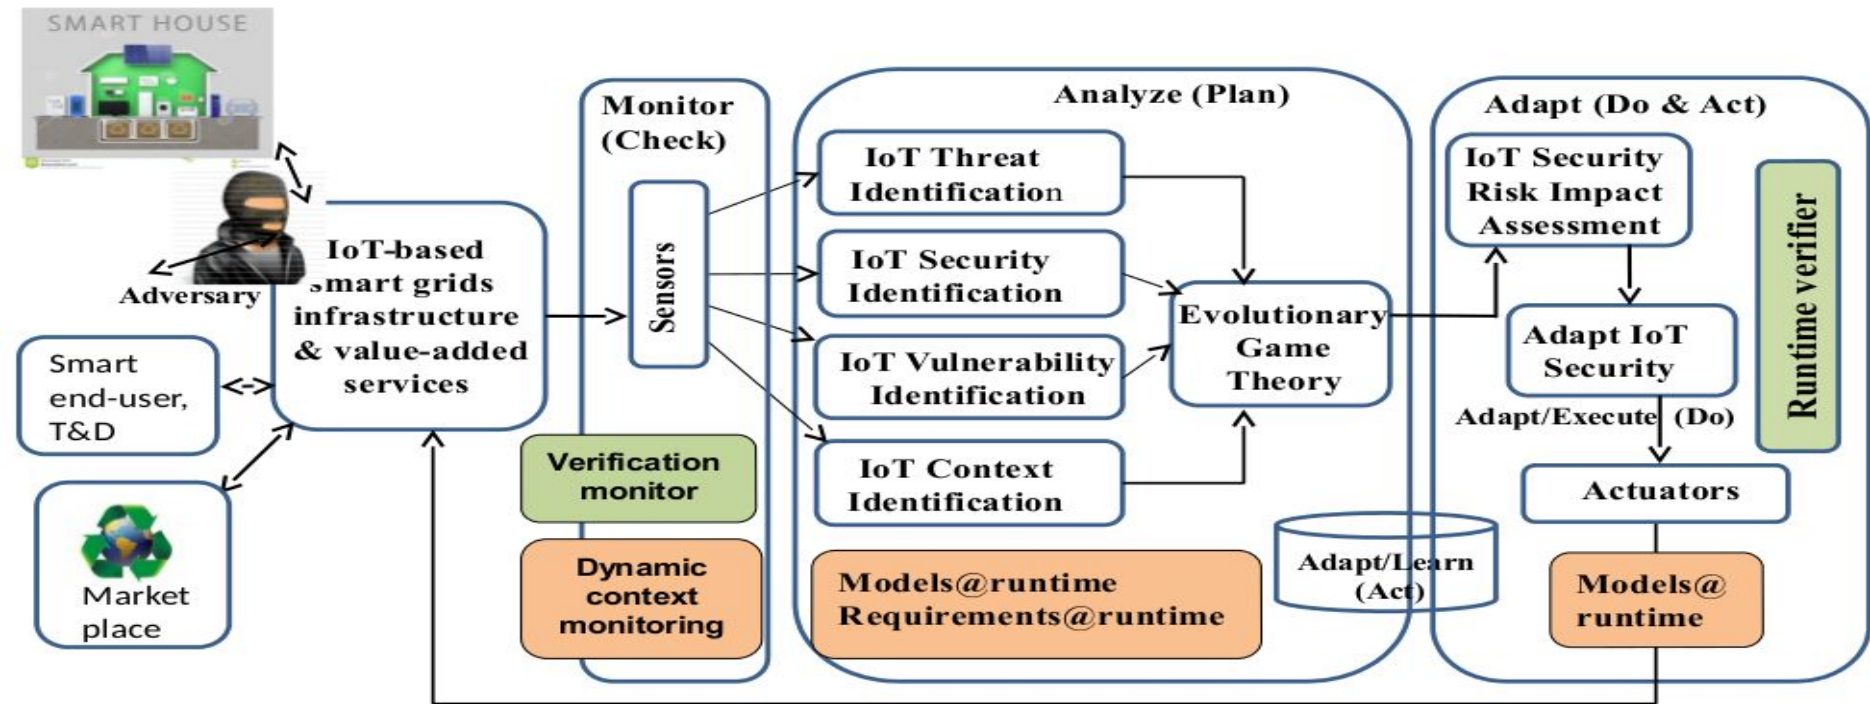 SMART HOUSE
Adversary
IoT-based
smart grids
infrastructure
& value-added
services
Smart
end-user,
T&D
Market
place
Monitor
(Check)
Sensors
Verification
monitor
Dynamic
context
monitoring
Analyze (Plan)
IoT Threat
Identification
IoT Security
Identification
IoT Vulnerability
Identification
IoT Context
Identification
Evolutionary
Game
Theory
Models@runtime
Requirements@runtime
Adapt/Learn
(Act)
Adapt (Do & Act)
IoT Security
Risk Impact
Assessment
Adapt IoT
Security
Adapt/Execute (Do)
Actuators
Models@
runtime
Runtime verifier